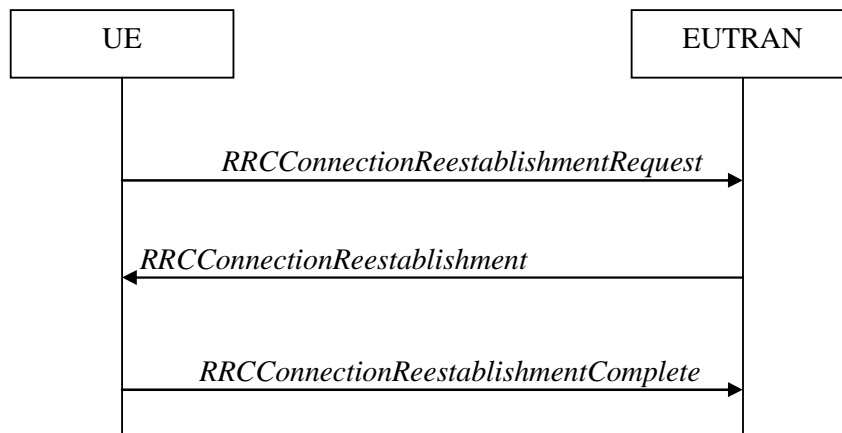 UE
EUTRAN
RRCConnectionReestablishmentRequest
RRCConnectionReestablishment
RRCConnectionReestablishmentComplete